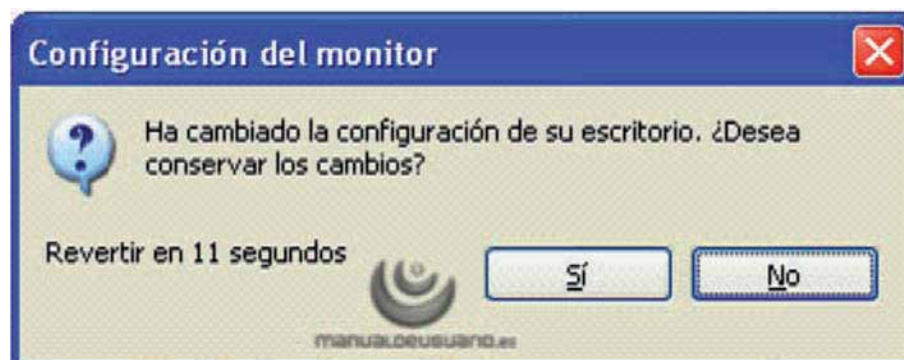 Configuración del monitor
Ha cambiado la configuración de su escritorio. ¿Desea
conservar los cambios?
Revertir en 11 segundos
Sí
No
manualdeusuario.es